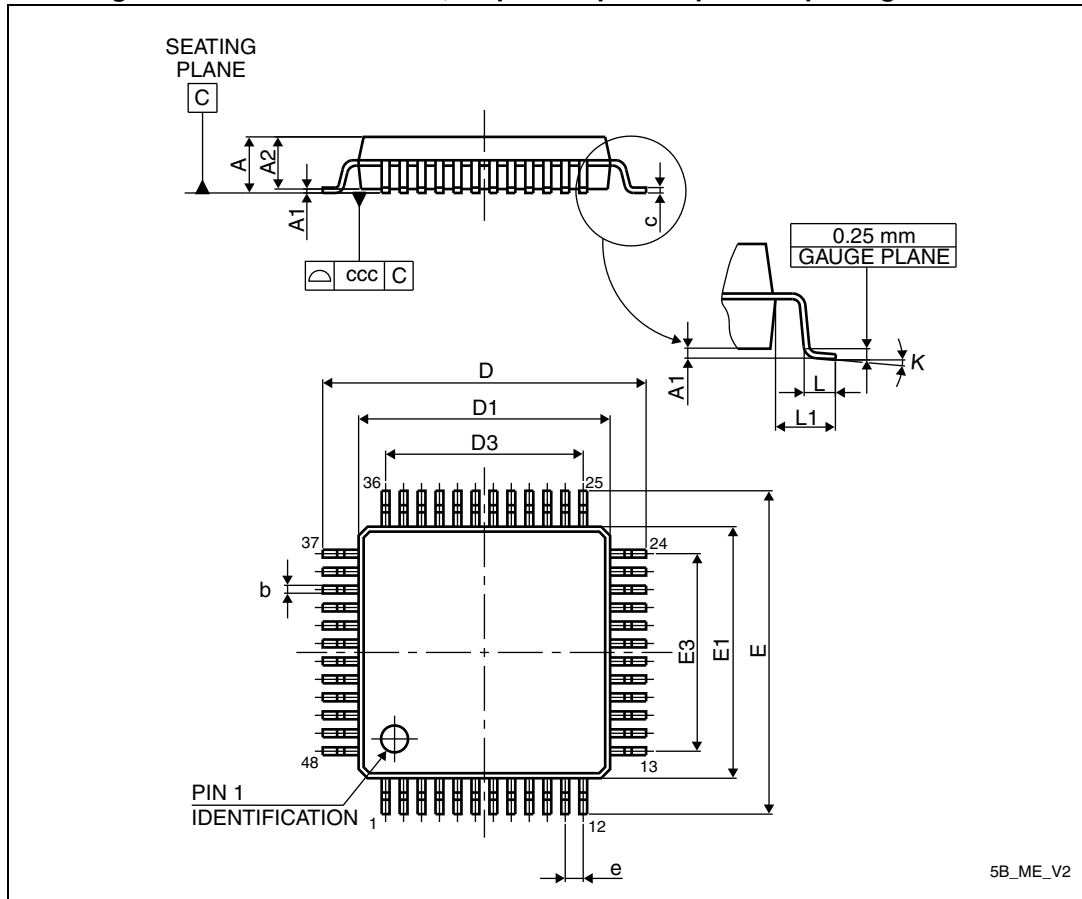 SEATING
PLANE
C
A
A2
A1
c
ccc C
0.25 mm
GAUGE PLANE
A1
K
L
L1
D
D1
D3
36
25
37
24
b
E3
E1
E
48
13
PIN 1
IDENTIFICATION
1
12
e
5B_ME_V2